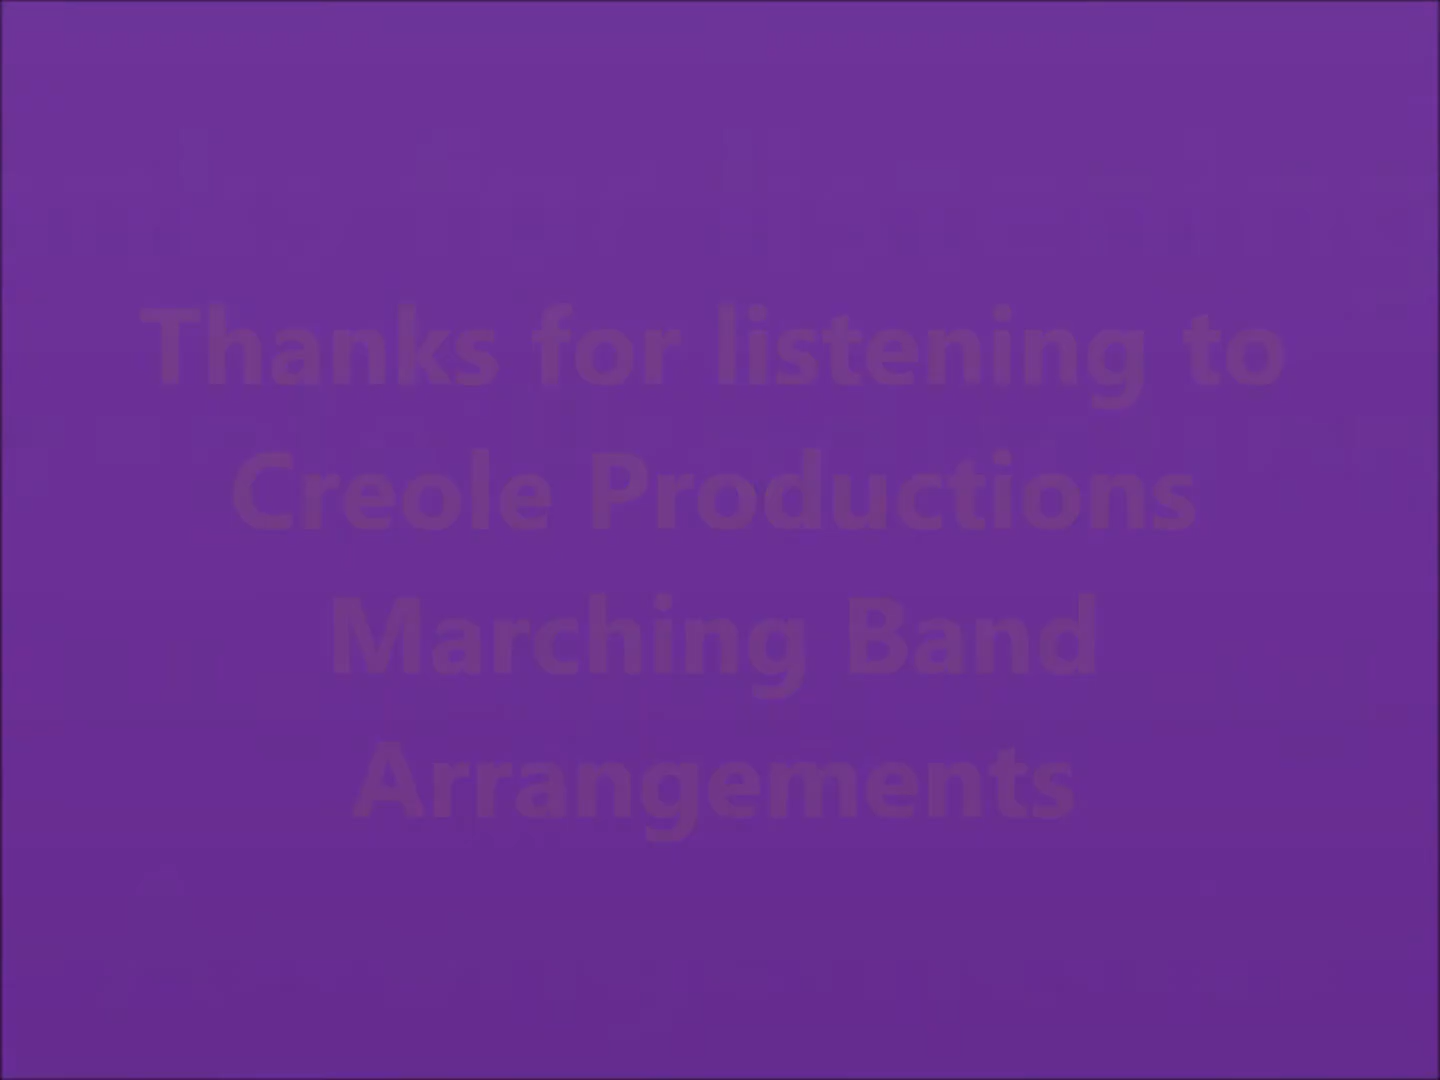 Thanks for listening to
Creole Productions
Marching Band
Arrangements